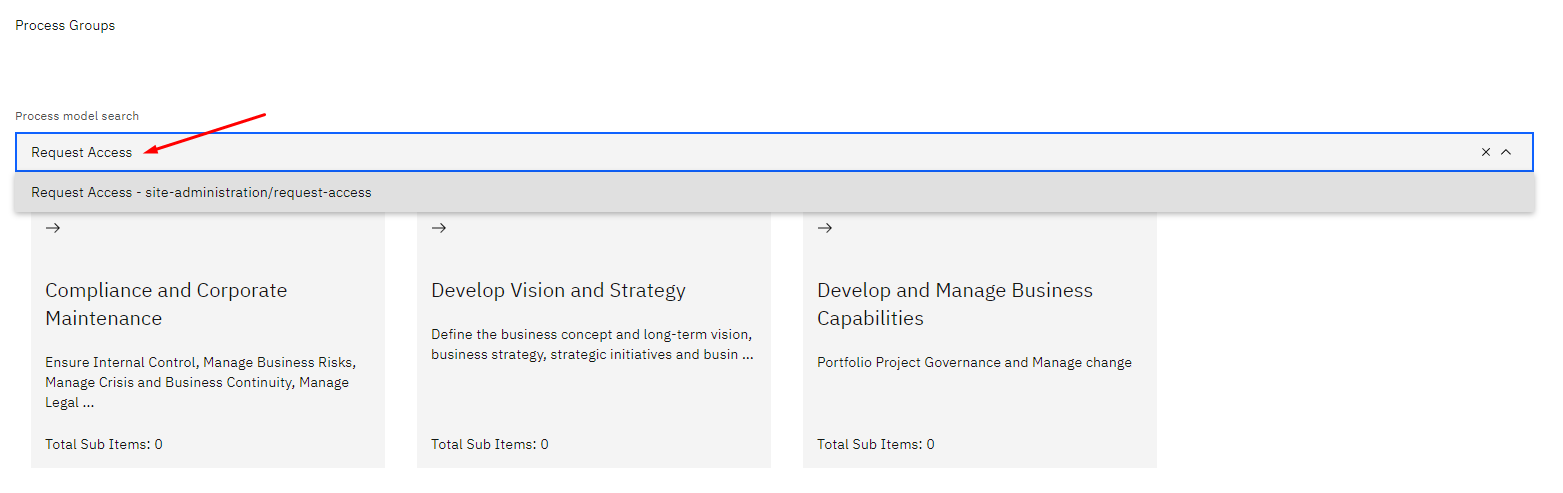 Process Groups
Process model search
Request Access
Request Access - site-administration/request-access
Compliance and Corporate
Maintenance
Ensure Internal Control, Manage Business Risks,
Manage Crisis and Business Continuity, Manage
Legal ...
Total Sub Items: 0
Develop Vision and Strategy
Define the business concept and long-term vision,
business strategy, strategic initiatives and busin ...
Total Sub Items: 0
Develop and Manage Business
Capabilities
Portfolio Project Governance and Manage change
Total Sub Items: 0